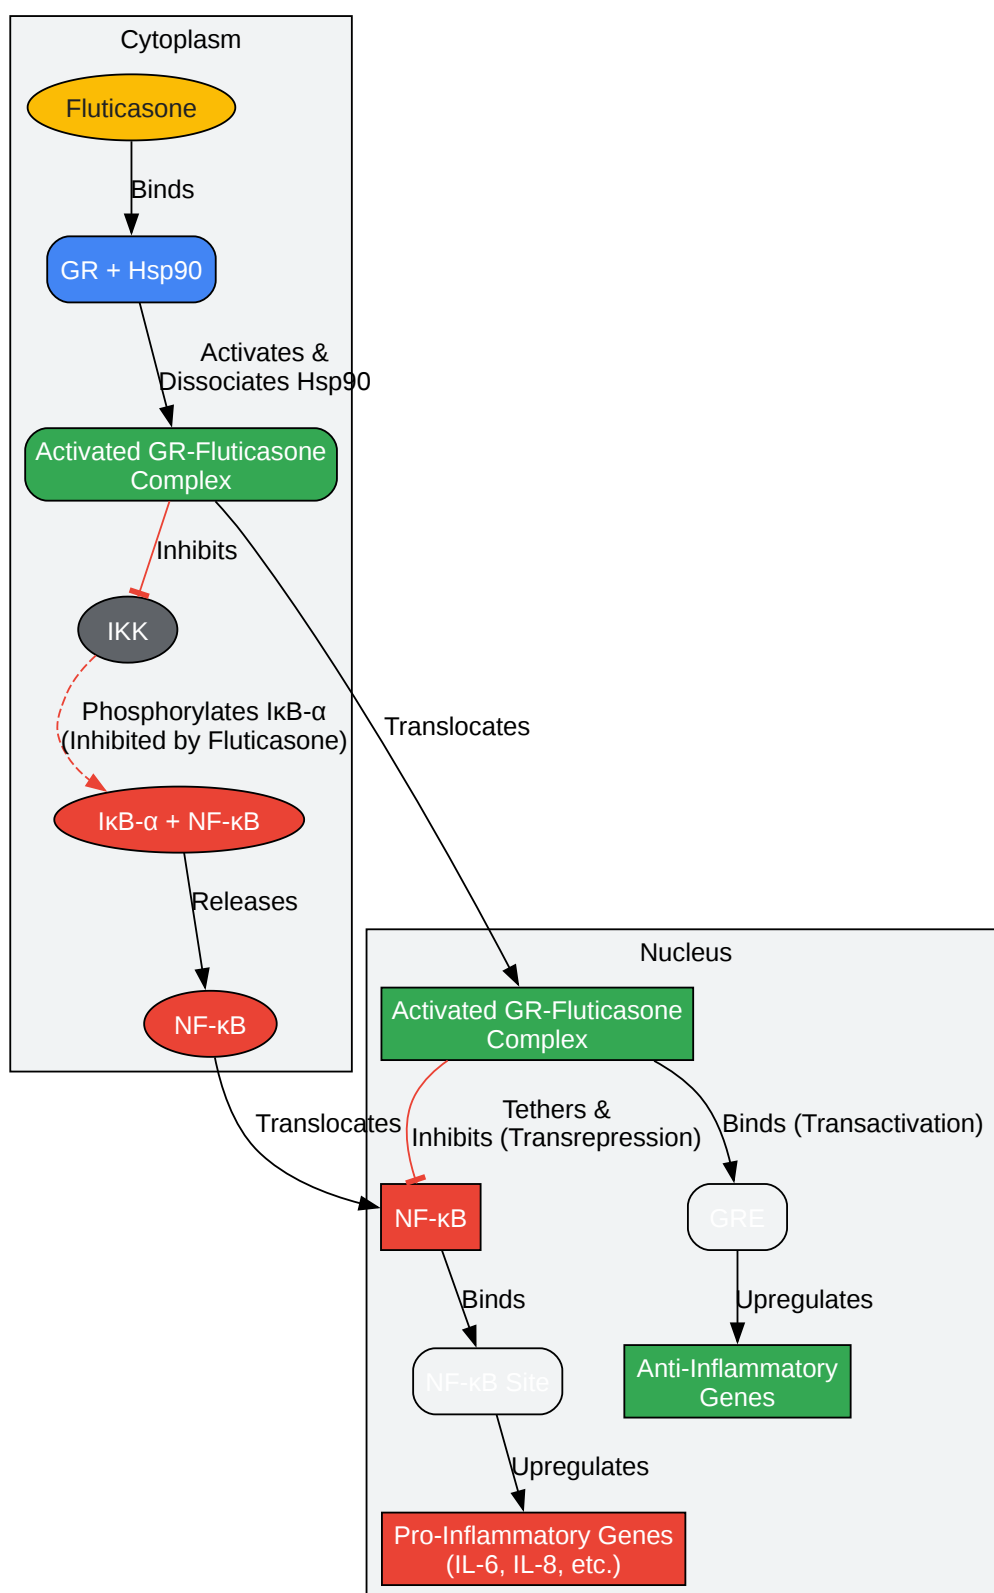 Cytoplasm
Fluticasone
Binds
GR + Hsp90
Activates &
Dissociates Hsp90
Activated GR-Fluticasone
Complex
Inhibits
IKK
Translocates
Phosphorylates IκB-α
(Inhibited by Fluticasone)
IκB-α + NF-κB
Releases
NF-κB
Nucleus
Activated GR-Fluticasone
Complex
Translocates
Tethers &
Inhibits (Transrepression)
Binds (Transactivation)
NF-κB
GRE
Binds
Upregulates
NF-κB Site
Anti-Inflammatory
Genes
Upregulates
Pro-Inflammatory Genes
(IL-6, IL-8, etc.)